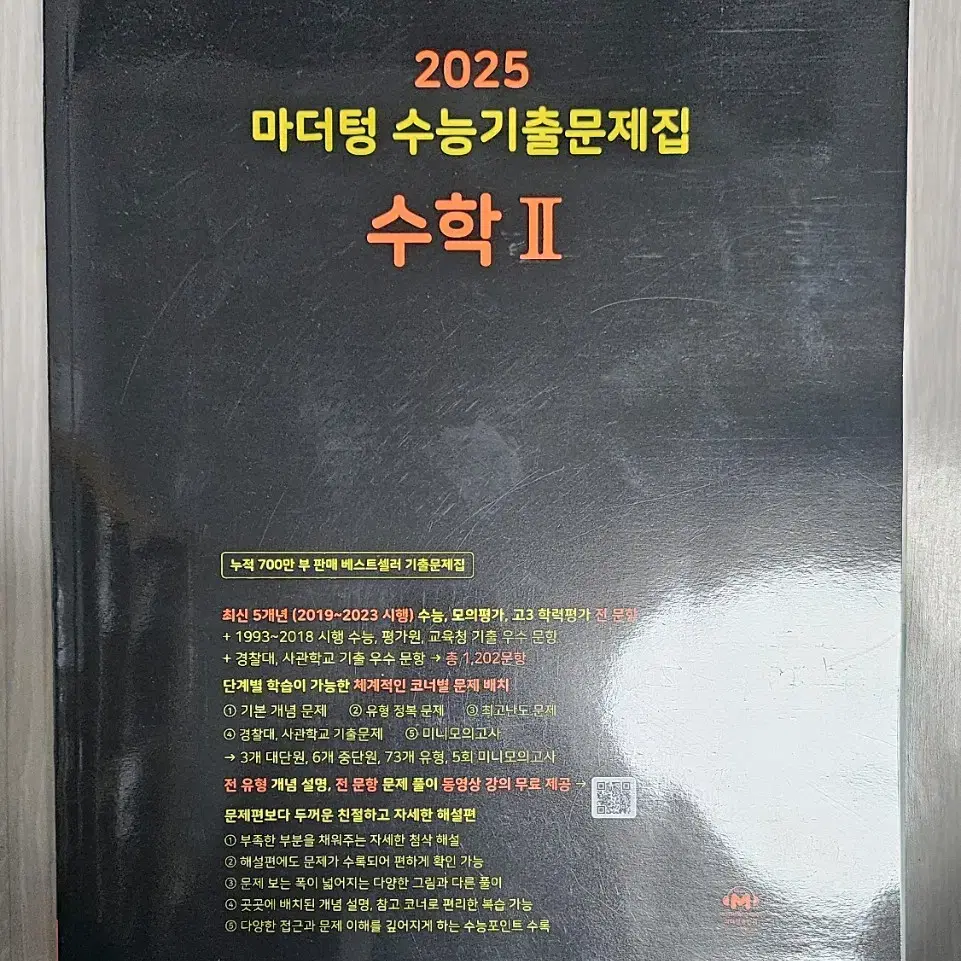 2025
마더텅 수능기출문제집
수학 Ⅱ
누적 700만 부 판매 베스트셀러 기출문제집
최신 5개년 (2019~2023 시행) 수능, 모의평가, 고3 학력평가 전 문항
+ 1993~2018 시행 수능, 평가원, 교육청 기출 우수 문항
+ 경찰대, 사관학교 기출 우수 문항 → 총 1,202문항
단계별 학습이 가능한 체계적인 코너별 문제 배치
① 기본 개념 문제 ② 유형 정복 문제 ③ 최고난도 문제
④ 경찰대, 사관학교 기출문제 ⑤ 미니모의고사
→ 3개 대단원, 6개 중단원, 73개 유형, 5회 미니모의고사
전 유형 개념 설명, 전 문항 문제 풀이 동영상 강의 무료 제공 →
문제편보다 두꺼운 친절하고 자세한 해설편
① 부족한 부분을 채워주는 자세한 첨삭 해설
② 해설편에도 문제가 수록되어 편하게 확인 가능
③ 문제 보는 폭이 넓어지는 다양한 그림과 다른 풀이
④ 곳곳에 배치된 개념 설명, 참고 코너로 편리한 복습 가능
⑤ 다양한 접근과 문제 이해를 깊어지게 하는 수능포인트 수록
M